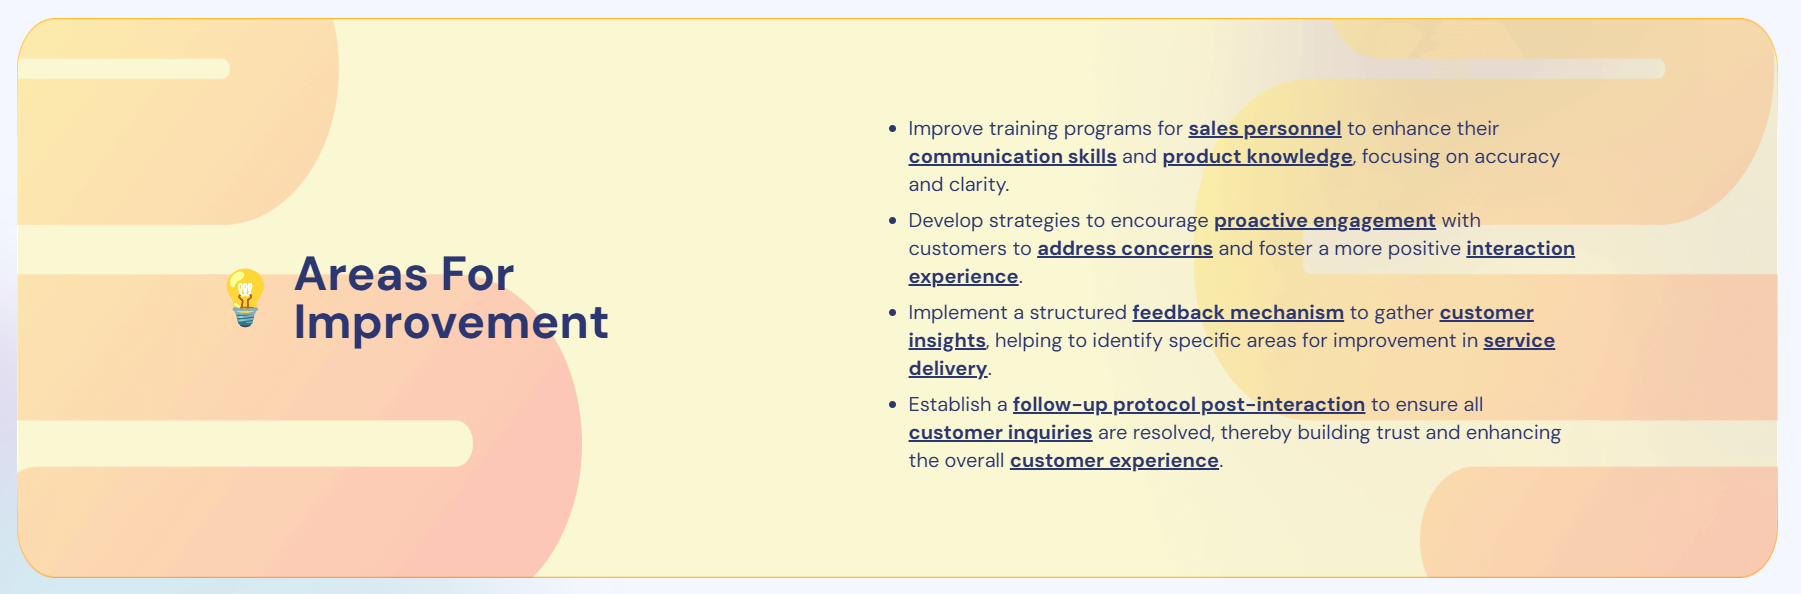 Areas For
Improvement
Improve training programs for sales personnel to enhance their
communication skills and product knowledge, focusing on accuracy
and clarity.
Develop strategies to encourage proactive engagement with
customers to address concerns and foster a more positive interaction
experience.
Implement a structured feedback mechanism to gather customer
insights, helping to identify specific areas for improvement in service
delivery.
Establish a follow-up protocol post-interaction to ensure all
customer inquiries are resolved, thereby building trust and enhancing
the overall customer experience.